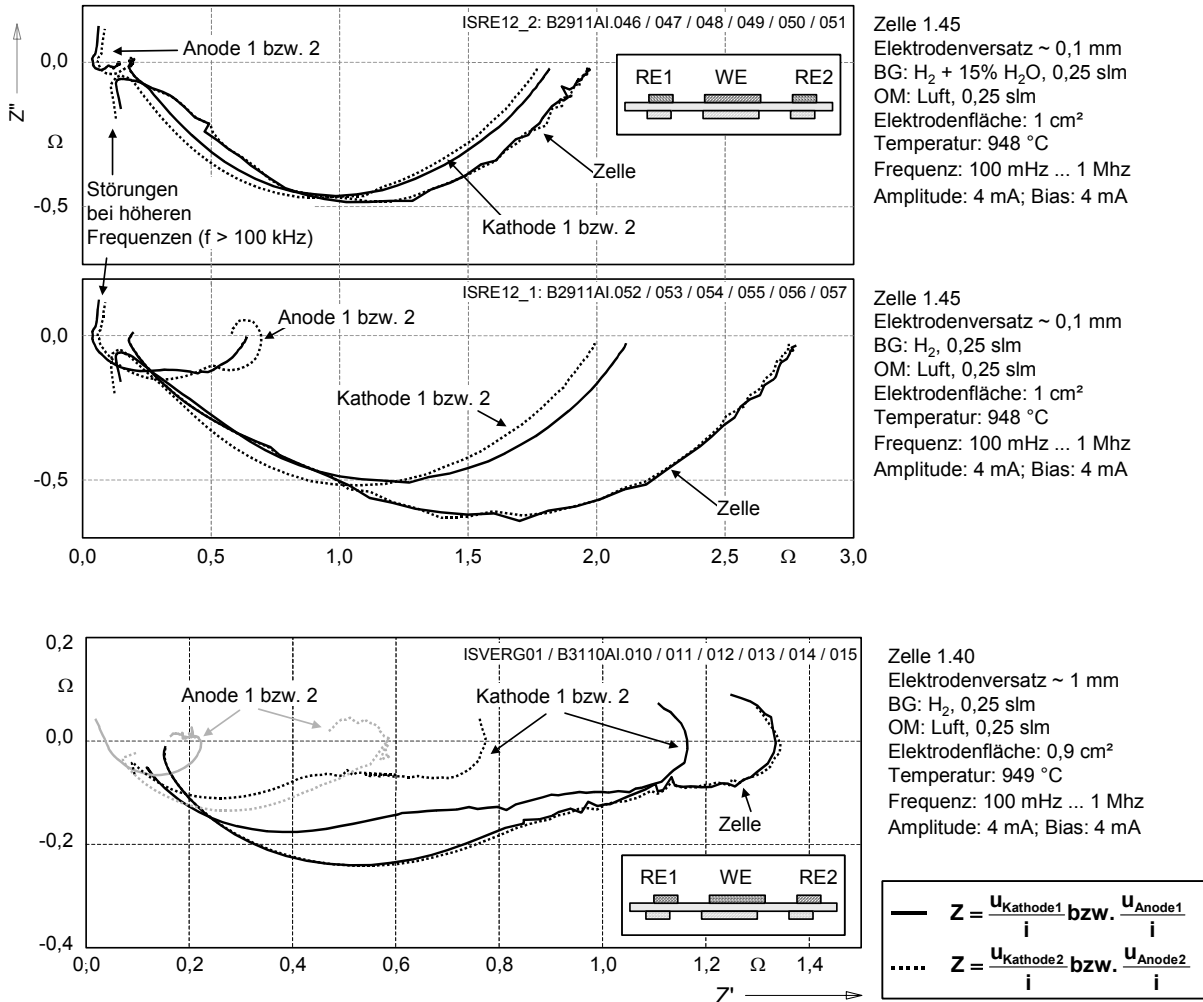 ISRE12_2: B2911AI.046 / 047 / 048 / 049 / 050 / 051
Anode 1 bzw. 2
RE1 WE RE2
Zelle
Kathode 1 bzw. 2
Störungen
bei höheren
Frequenzen (f > 100 kHz)
Z''
0,0
Ω
-0,5
Zelle 1.45
Elektrodenversatz ~ 0,1 mm
BG: H₂ + 15% H₂O, 0,25 slm
OM: Luft, 0,25 slm
Elektrodenfläche: 1 cm²
Temperatur: 948 °C
Frequenz: 100 mHz ... 1 Mhz
Amplitude: 4 mA; Bias: 4 mA
ISRE12_1: B2911AI.052 / 053 / 054 / 055 / 056 / 057
Anode 1 bzw. 2
Kathode 1 bzw. 2
Zelle
0,0
-0,5
0,0 0,5 1,0 1,5 2,0 Ω 2,5 3,0
Zelle 1.45
Elektrodenversatz ~ 0,1 mm
BG: H₂, 0,25 slm
OM: Luft, 0,25 slm
Elektrodenfläche: 1 cm²
Temperatur: 948 °C
Frequenz: 100 mHz ... 1 Mhz
Amplitude: 4 mA; Bias: 4 mA
ISVERG01 / B3110AI.010 / 011 / 012 / 013 / 014 / 015
Anode 1 bzw. 2
Kathode 1 bzw. 2
Zelle
RE1 WE RE2
0,2
Ω
0,0
-0,2
-0,4
0,0 0,2 0,4 0,6 0,8 1,0 Ω 1,2 1,4
Z'
Zelle 1.40
Elektrodenversatz ~ 1 mm
BG: H₂, 0,25 slm
OM: Luft, 0,25 slm
Elektrodenfläche: 0,9 cm²
Temperatur: 949 °C
Frequenz: 100 mHz ... 1 Mhz
Amplitude: 4 mA; Bias: 4 mA
Z = u_Kathode1 / i bzw. u_Anode1 / i
Z = u_Kathode2 / i bzw. u_Anode2 / i